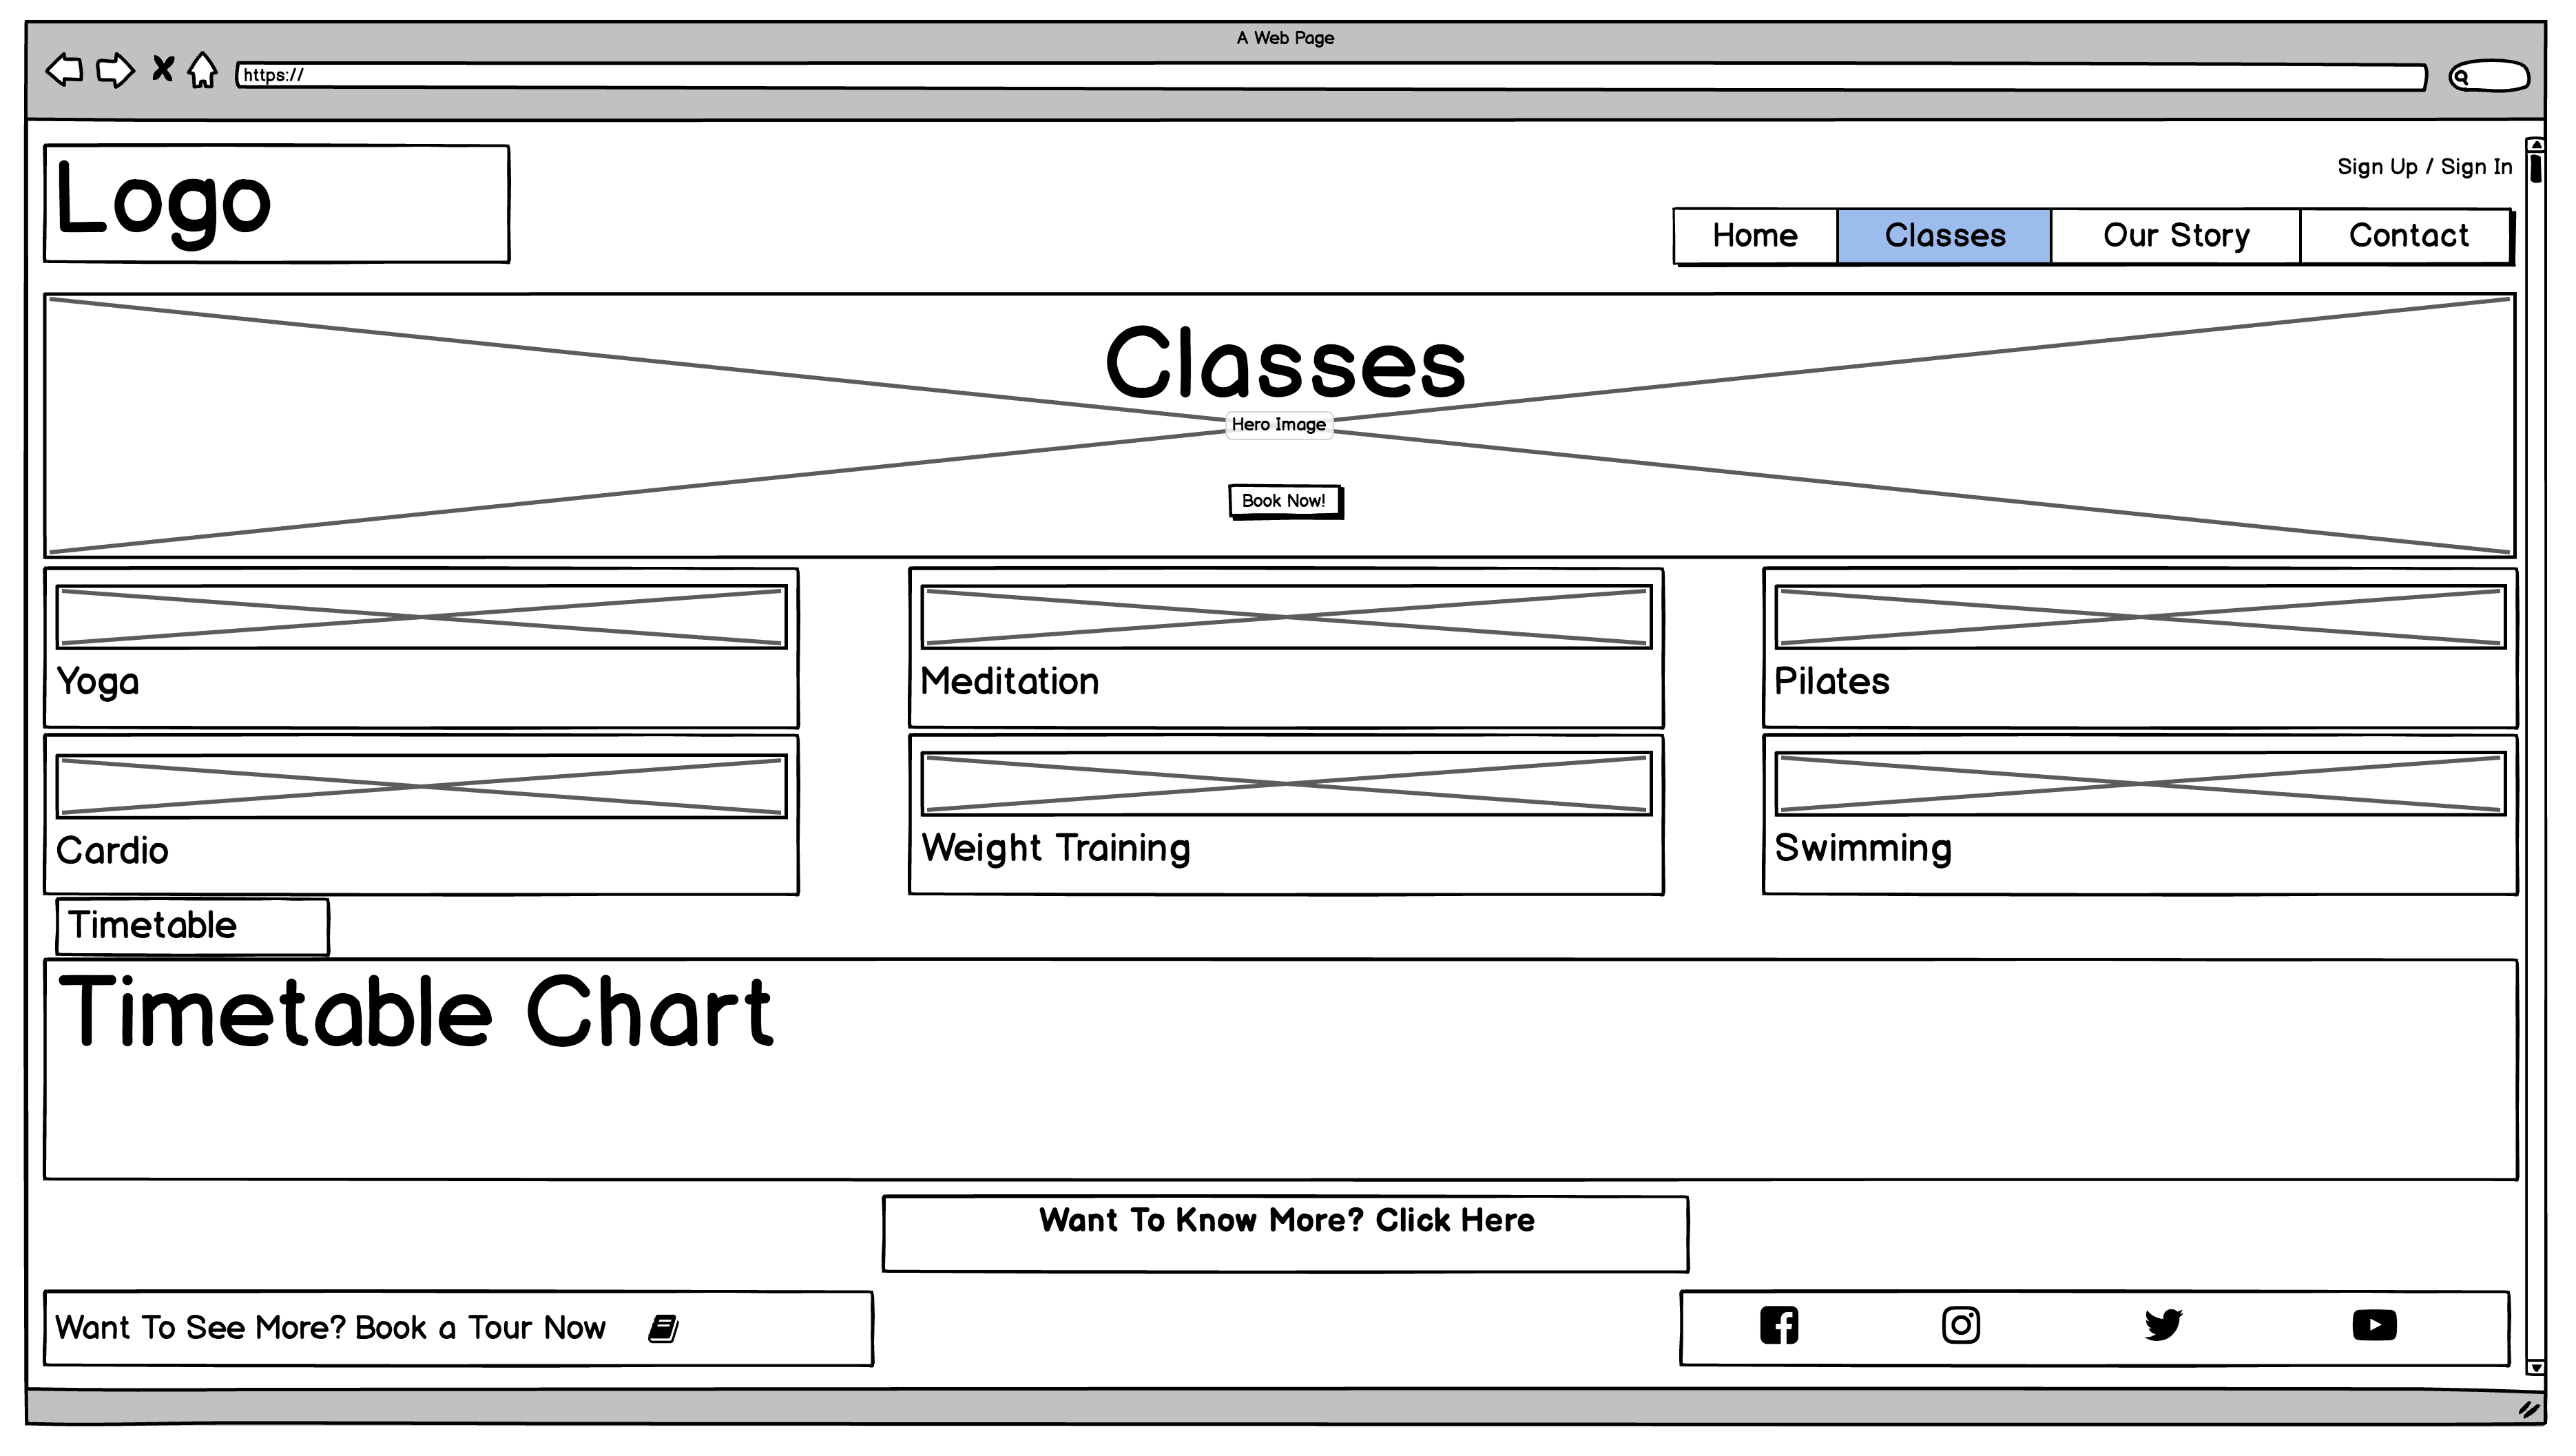 A Web Page
https://
Logo
Sign Up / Sign In
Home Classes Our Story Contact
Classes
Hero Image
Book Now!
Yoga Meditation Pilates
Cardio Weight Training Swimming
Timetable
Timetable Chart
Want To Know More? Click Here
Want To See More? Book a Tour Now